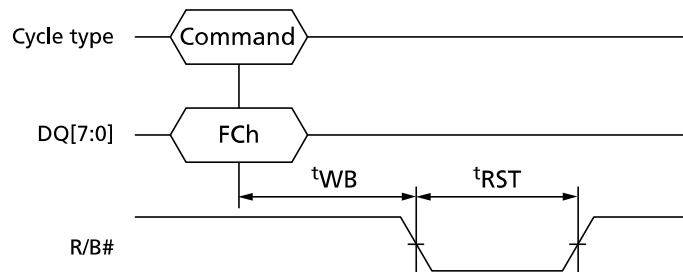 Cycle type
Command
DQ[7:0]
FCh
tWB
tRST
R/B#